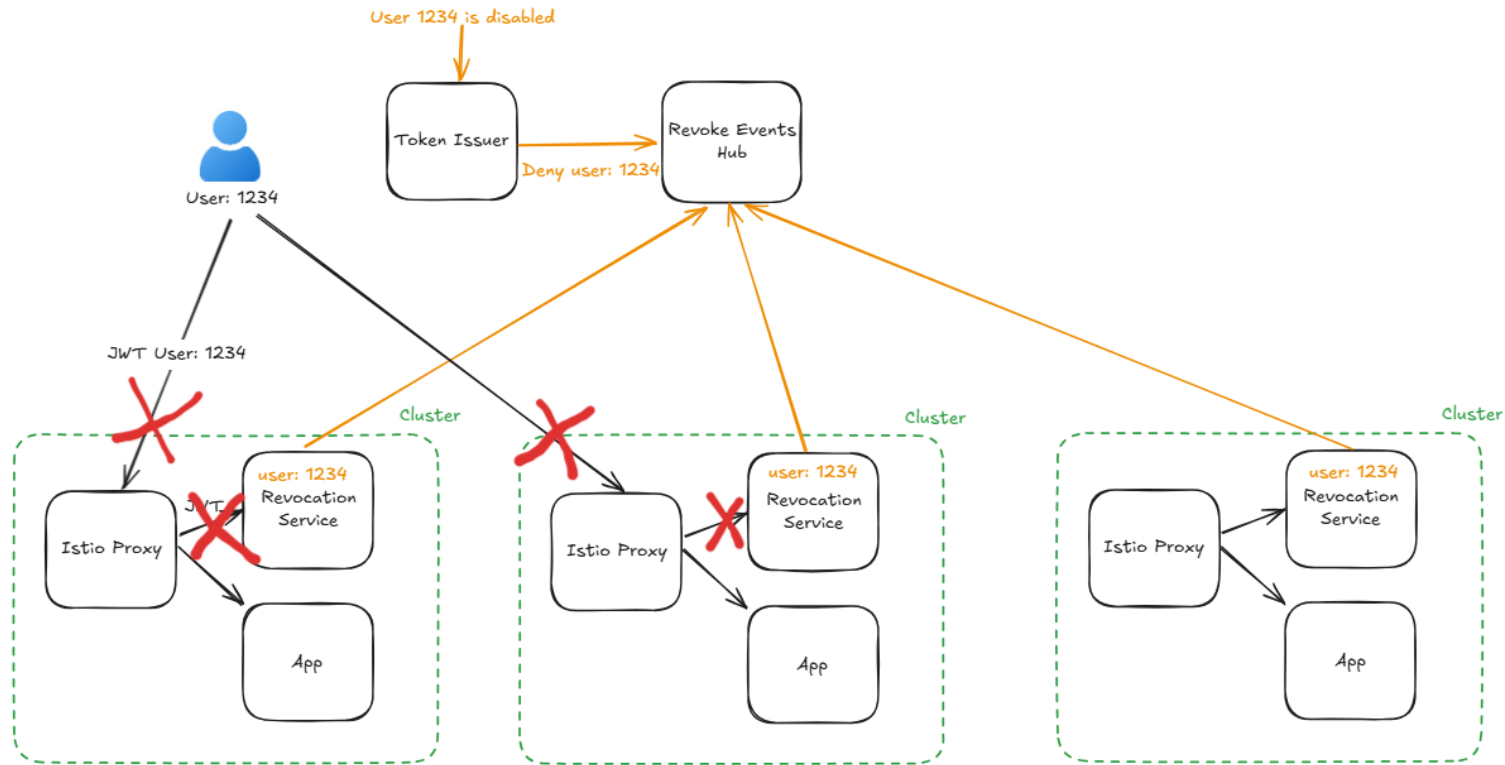 User 1234 is disabled
Token Issuer
Revoke Events
Hub
Deny user: 1234
User: 1234
JWT User: 1234
Cluster
Cluster
Cluster
user: 1234
Revocation
Service
JWT
Istio Proxy
App
user: 1234
Revocation
Service
Istio Proxy
App
user: 1234
Revocation
Service
Istio Proxy
App